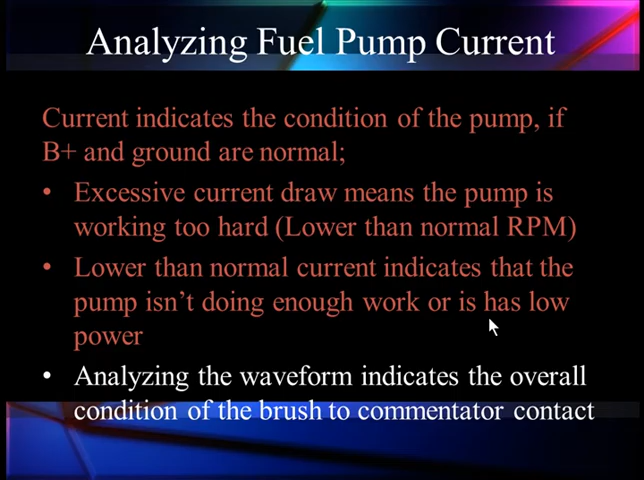 Analyzing Fuel Pump Current
Current indicates the condition of the pump, if
B+ and ground are normal;
• Excessive current draw means the pump is
working too hard (Lower than normal RPM)
• Lower than normal current indicates that the
pump isn't doing enough work or is has low
power
• Analyzing the waveform indicates the overall
condition of the brush to commentator contact